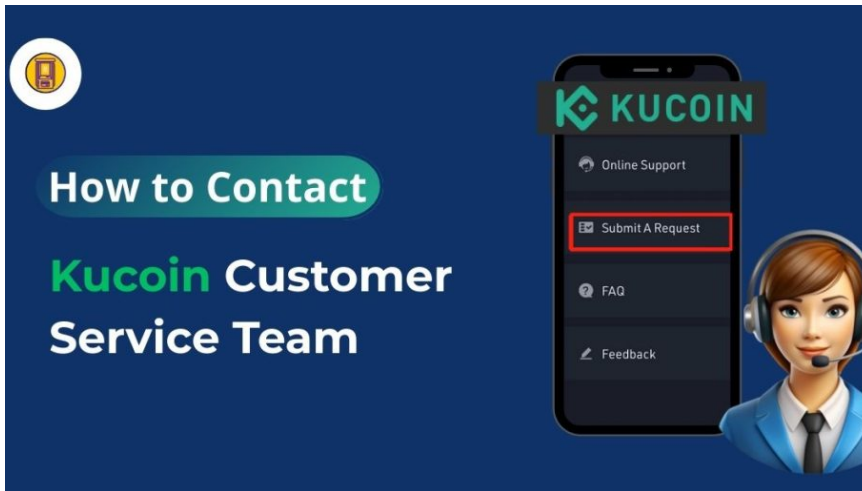 How to Contact
Kucoin Customer
Service Team
KUCOIN
Online Support
Submit A Request
FAQ
Feedback